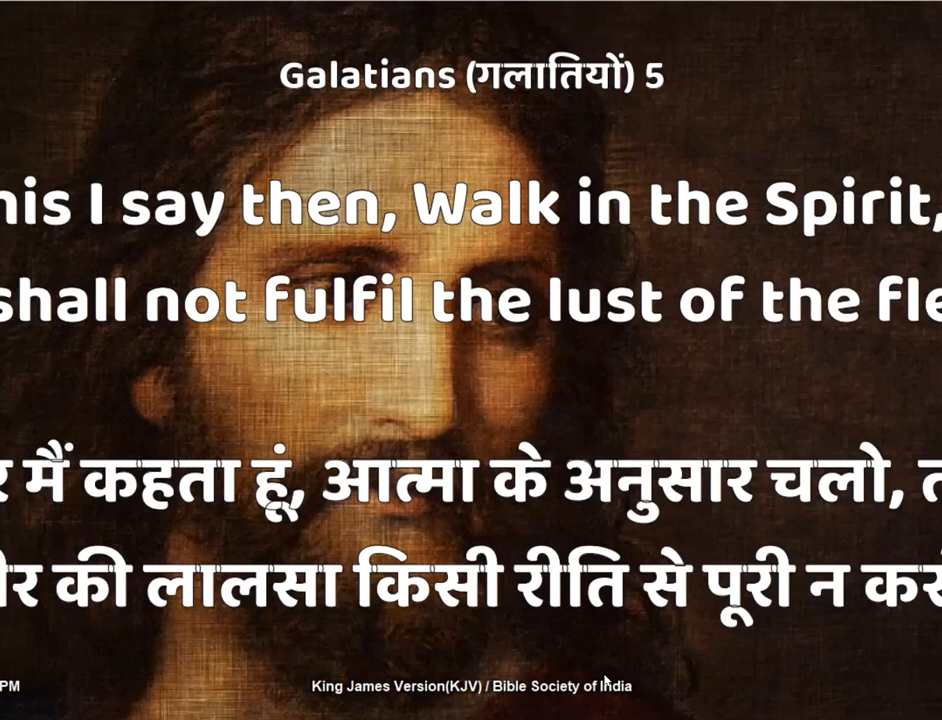 Galatians (गलातियों) 5
his I say then, Walk in the Spirit,
shall not fulfil the lust of the fle
र मैं कहता हूं, आत्मा के अनुसार चलो, त
र की लालसा किसी रीति से पूरी न कर
PM
King James Version(KJV) / Bible Society of India